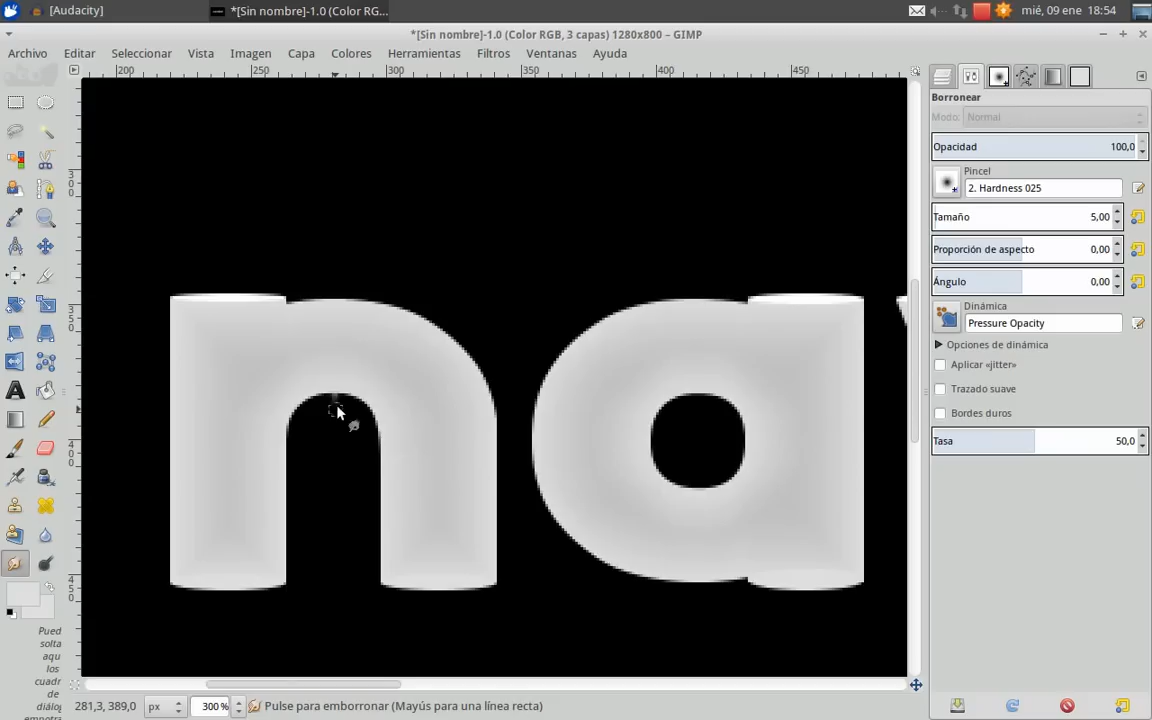 [Audacity]
*[Sin nombre]-1.0 (Color RG...
mié, 09 ene 18:54
*[Sin nombre]-1.0 (Color RGB, 3 capas) 1280x800 – GIMP
Archivo Editar Seleccionar Vista Imagen Capa Colores Herramientas Filtros Ventanas Ayuda
200 250 300 350 400 450
300
350
400
450
na
Borronear
Modo: Normal
Opacidad 100,0
Pincel
2. Hardness 025
Tamaño 5,00
Proporción de aspecto 0,00
Ángulo 0,00
Dinámica
Pressure Opacity
Opciones de dinámica
Aplicar «jitter»
Trazado suave
Bordes duros
Tasa 50,0
Pued
solta
aqu
los
cuadr
de
diálog
empotra
281,3, 389,0 px 300 % Pulse para emborronar (Mayús para una línea recta)